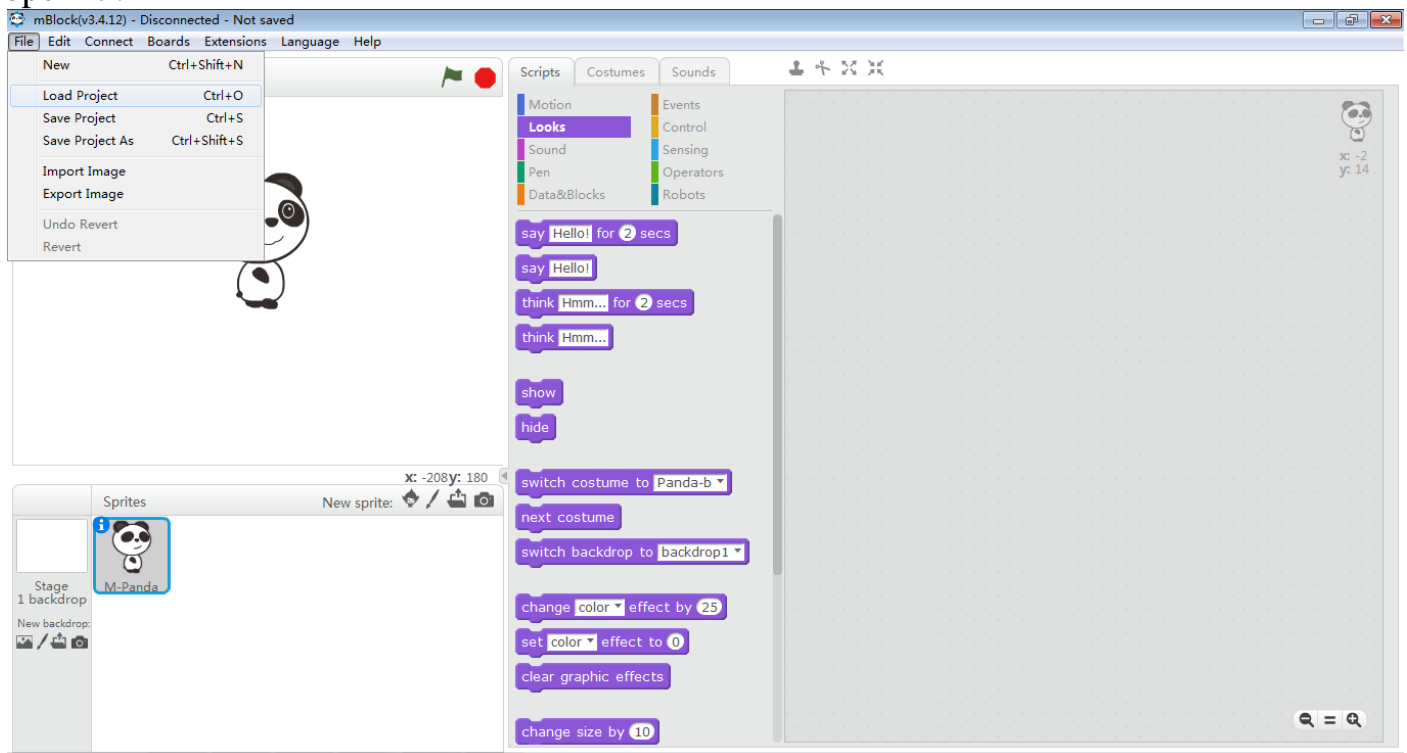 mBlock(v3.4.12) - Disconnected - Not saved
File Edit Connect Boards Extensions Language Help
New Ctrl+Shift+N
Load Project Ctrl+O
Save Project Ctrl+S
Save Project As Ctrl+Shift+S
Import Image
Export Image
Undo Revert
Revert
x: -208 y: 180
Sprites New sprite:
Stage
1 backdrop
New backdrop:
M-Panda
Scripts Costumes Sounds
Motion Events
Looks Control
Sound Sensing
Pen Operators
Data&Blocks Robots
say Hello! for 2 secs
say Hello!
think Hmm... for 2 secs
think Hmm...
show
hide
switch costume to Panda-b
next costume
switch backdrop to backdrop1
change color effect by 25
set color effect to 0
clear graphic effects
change size by 10
x: -2
y: 14